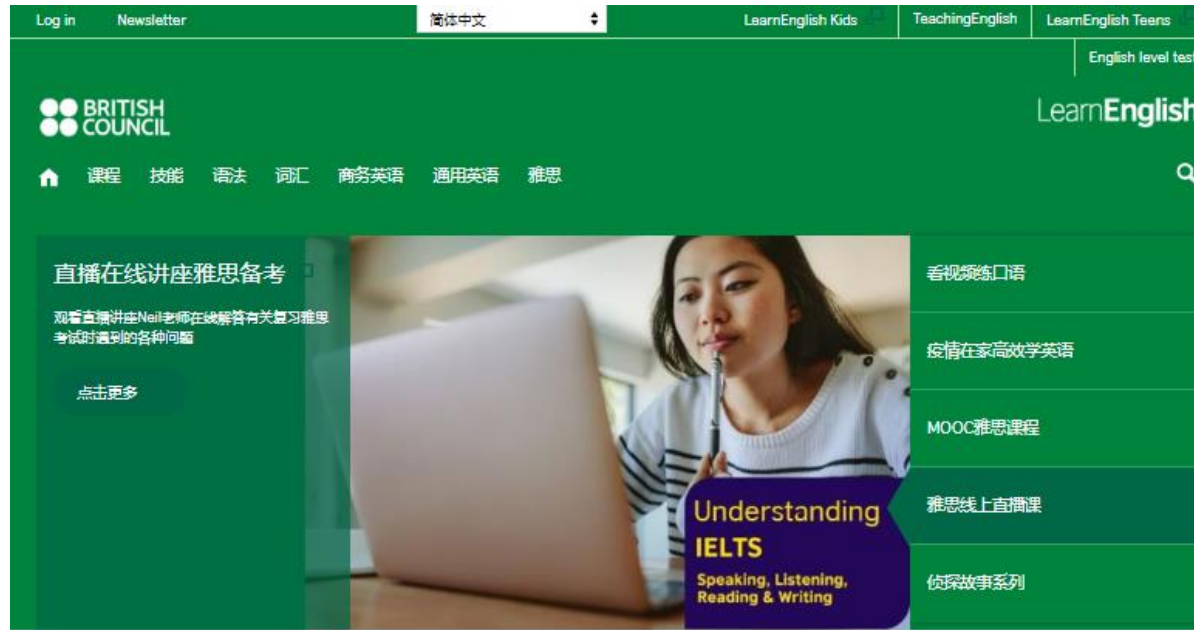 Log in Newsletter 简体中文 LearnEnglish Kids TeachingEnglish LearnEnglish Teens
English level test
BRITISH
COUNCIL
LearnEnglish
课程 技能 语法 词汇 商务英语 通用英语 雅思
直播在线讲座雅思备考
观看直播讲座Neil老师在线解答有关复习雅思
考试时遇到的各种问题
点击更多
Understanding
IELTS
Speaking, Listening,
Reading & Writing
看视频练口语
疫情在家高效学英语
MOOC雅思课程
雅思线上直播课
侦探故事系列